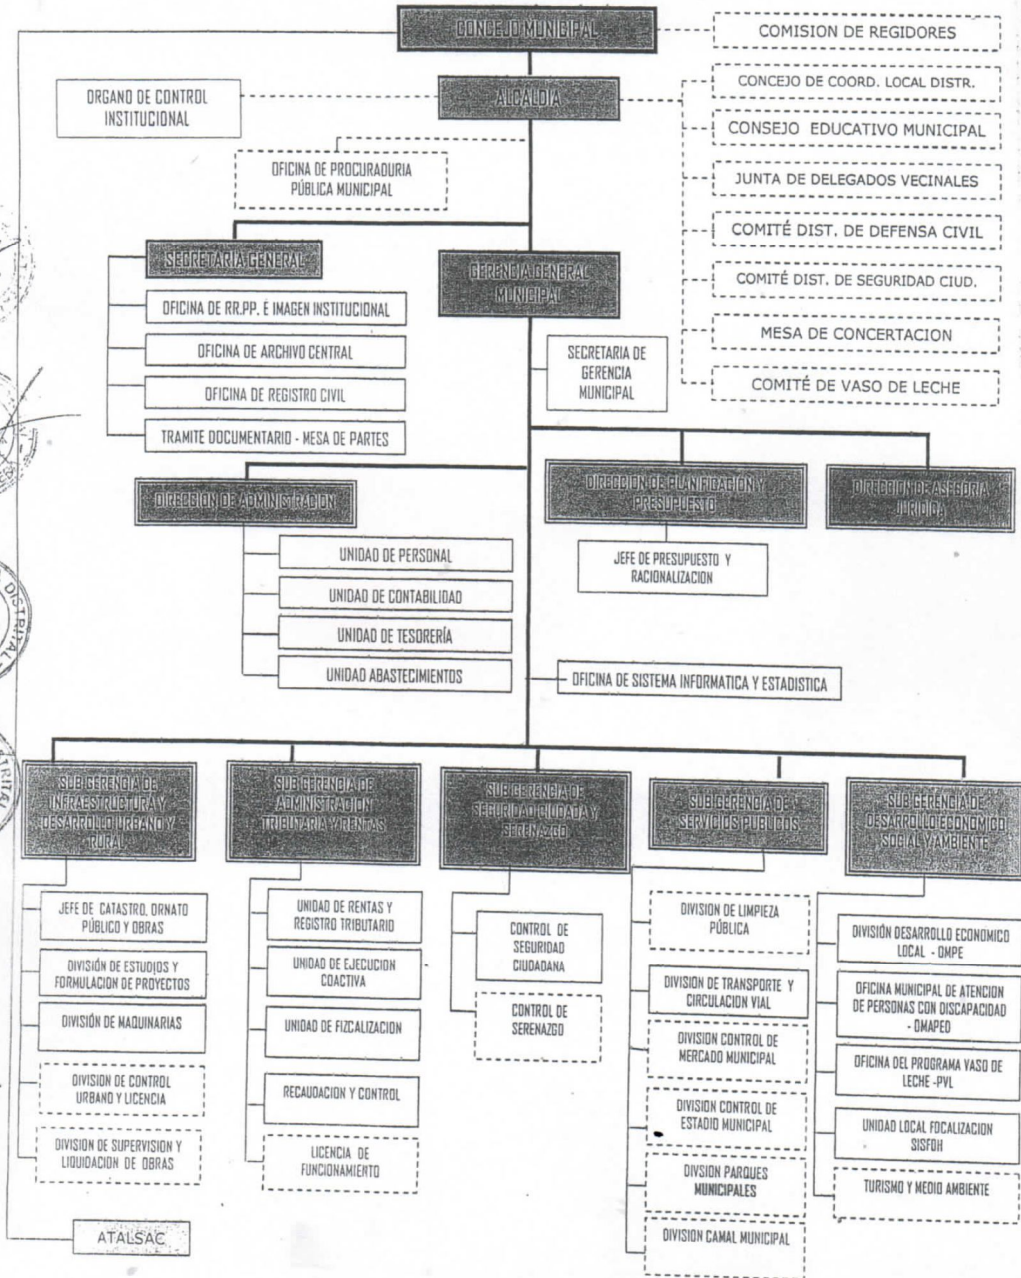 CONCEJO MUNICIPAL
COMISION DE REGIDORES
ORGANO DE CONTROL
INSTITUCIONAL
ALCALDIA
CONCEJO DE COORD. LOCAL DISTR.
CONSEJO EDUCATIVO MUNICIPAL
OFICINA DE PROCURADURIA
PÚBLICA MUNICIPAL
JUNTA DE DELEGADOS VECINALES
COMITÉ DIST. DE DEFENSA CIVIL
COMITÉ DIST. DE SEGURIDAD CIUD.
MESA DE CONCERTACION
COMITÉ DE VASO DE LECHE
SECRETARIA GENERAL
OFICINA DE RR.PP. E IMAGEN INSTITUCIONAL
OFICINA DE ARCHIVO CENTRAL
OFICINA DE REGISTRO CIVIL
TRAMITE DOCUMENTARIO - MESA DE PARTES
GERENCIA GENERAL
MUNICIPAL
SECRETARIA DE
GERENCIA
MUNICIPAL
DIRECCION DE ADMINISTRACION
UNIDAD DE PERSONAL
UNIDAD DE CONTABILIDAD
UNIDAD DE TESORERÍA
UNIDAD ABASTECIMIENTOS
DIRECCION DE PLANIFICACION Y
PRESUPUESTO
JEFE DE PRESUPUESTO Y
RACIONALIZACION
DIRECCION DE ASESORIA
JURIDICA
OFICINA DE SISTEMA INFORMATICA Y ESTADISTICA
SUB GERENCIA DE
INFRAESTRUCTURA Y
DESARROLLO URBANO Y
RURAL
JEFE DE CATASTRO, ORNATO
PÚBLICO Y OBRAS
DIVISIÓN DE ESTUDIOS Y
FORMULACION DE PROYECTOS
DIVISIÓN DE MAQUINARIAS
DIVISION DE CONTROL
URBANO Y LICENCIA
DIVISION DE SUPERVISION Y
LIQUIDACION DE OBRAS
SUB GERENCIA DE
ADMINISTRACION
TRIBUTARIA Y RENTAS
UNIDAD DE RENTAS Y
REGISTRO TRIBUTARIO
UNIDAD DE EJECUCION
COACTIVA
UNIDAD DE FIZCALIZACION
RECAUDACION Y CONTROL
LICENCIA DE
FUNCIONAMIENTO
SUB GERENCIA DE
SEGURIDAD CIUDADA Y
SERENAZGO
CONTROL DE
SEGURIDAD
CIUDADANA
CONTROL DE
SERENAZGO
SUB GERENCIA DE
SERVICIOS PUBLICOS
DIVISION DE LIMPIEZA
PÚBLICA
DIVISION DE TRANSPORTE Y
CIRCULACION VIAL
DIVISION CONTROL DE
MERCADO MUNICIPAL
DIVISION CONTROL DE
ESTADIO MUNICIPAL
DIVISION PARQUES
MUNICIPALES
DIVISION CAMAL MUNICIPAL
SUB GERENCIA DE
DESARROLLO ECONOMICO
SOCIAL Y AMBIENTE
DIVISIÓN DESARROLLO ECONOMICO
LOCAL - OMPE
OFICINA MUNICIPAL DE ATENCION
DE PERSONAS CON DISCAPACIDAD
- OMAPED
OFICINA DEL PROGRAMA VASO DE
LECHE -PVL
UNIDAD LOCAL FOCALIZACION
SISFOH
TURISMO Y MEDIO AMBIENTE
ATALSAC
DISTRITAL